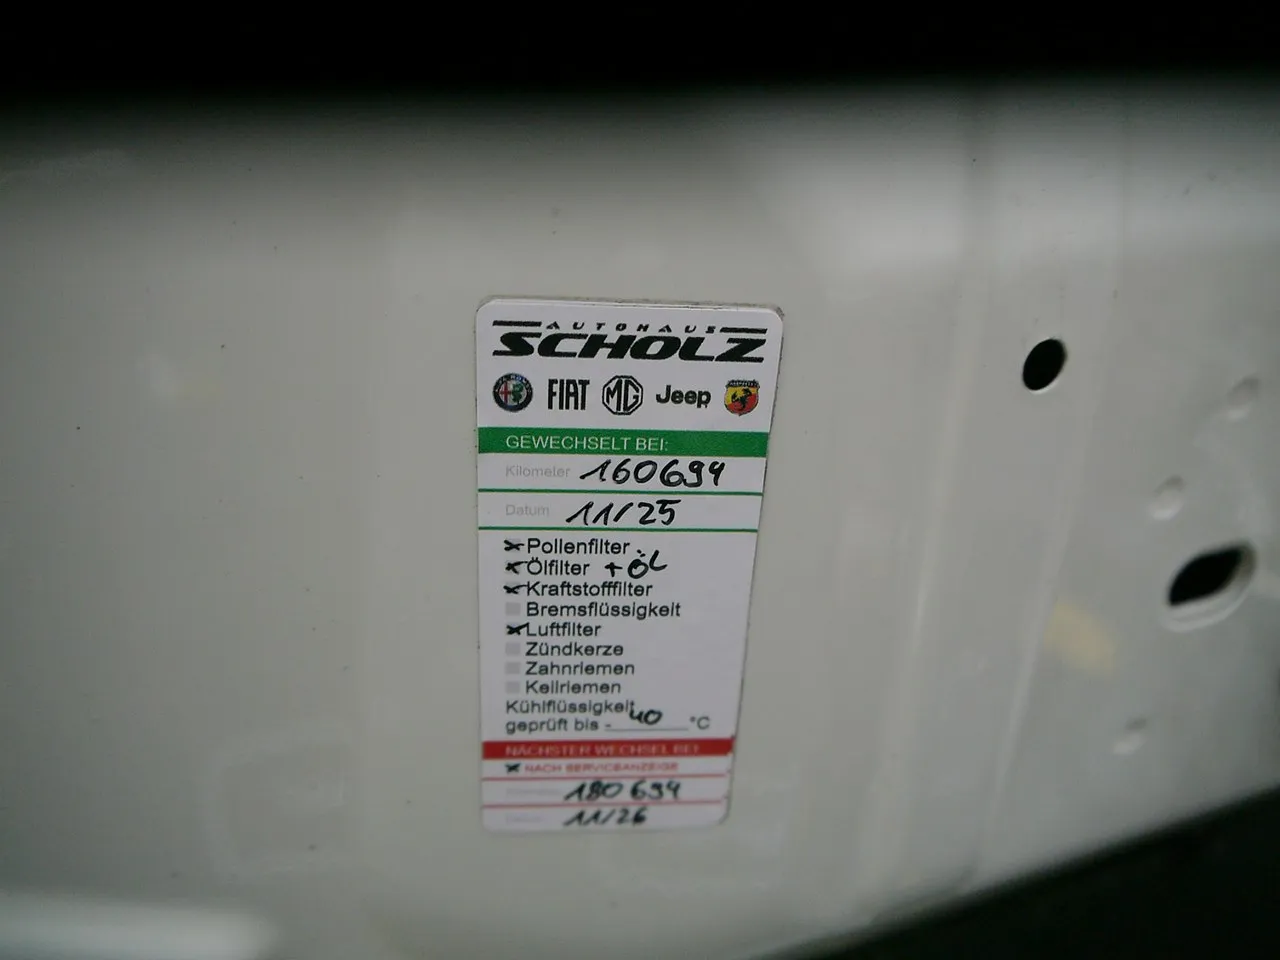 AUTOHAUS
SCHOLZ
FIAT MG Jeep
GEWECHSELT BEI:
Kilometer 160694
Datum 11/25
Pollenfilter
Ölfilter + ÖL
Kraftstofffilter
Bremsflüssigkeit
Luftfilter
Zündkerze
Zahnriemen
Keilriemen
Kühlflüssigkeit
geprüft bis - 40 °C
NÄCHSTER WECHSEL BEI
NACH SERVICEANZEIGE
180694
11/26